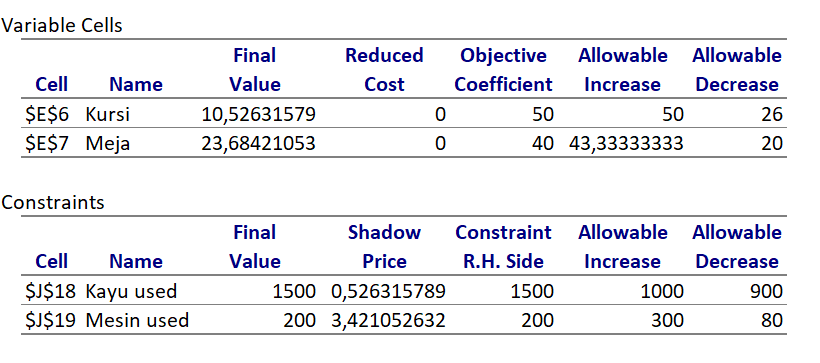 Variable Cells
Final Reduced Objective Allowable Allowable
Cell Name Value Cost Coefficient Increase Decrease
$E$6 Kursi 10,52631579 0 50 50 26
$E$7 Meja 23,68421053 0 40 43,33333333 20
Constraints
Final Shadow Constraint Allowable Allowable
Cell Name Value Price R.H. Side Increase Decrease
$J$18 Kayu used 1500 0,526315789 1500 1000 900
$J$19 Mesin used 200 3,421052632 200 300 80